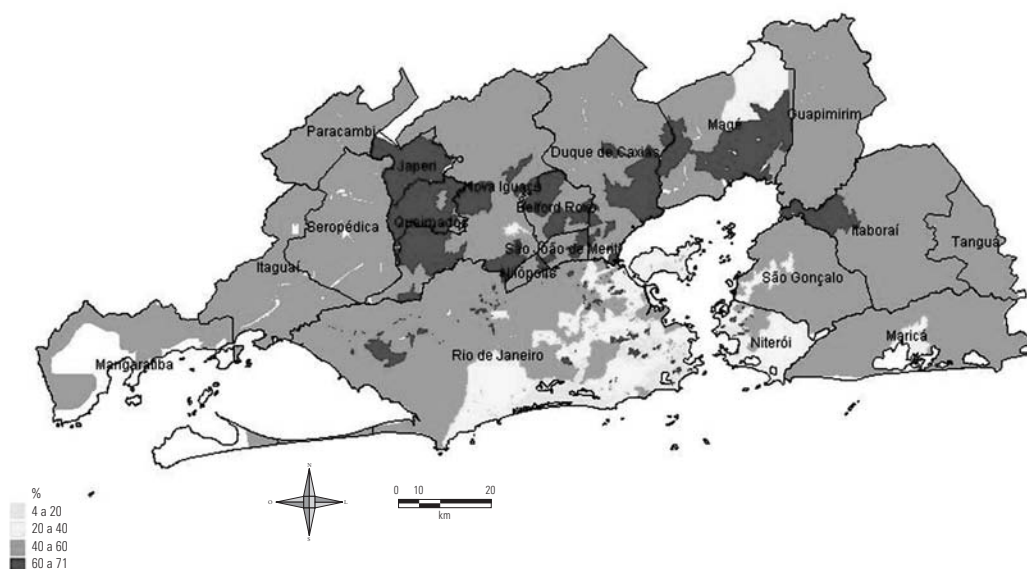 Paracambi
Japeri
Magé
Guapimirim
Duque de Caxias
Nova Iguaçu
Queimados
Belford Roxo
Seropédica
São João de Meriti
Itaboraí
Tanguá
Itaguaí
Nilópolis
São Gonçalo
Mangaratiba
Rio de Janeiro
Niterói
Maricá
N
O
L
S
%
4 a 20
20 a 40
40 a 60
60 a 71
0 10 20
km